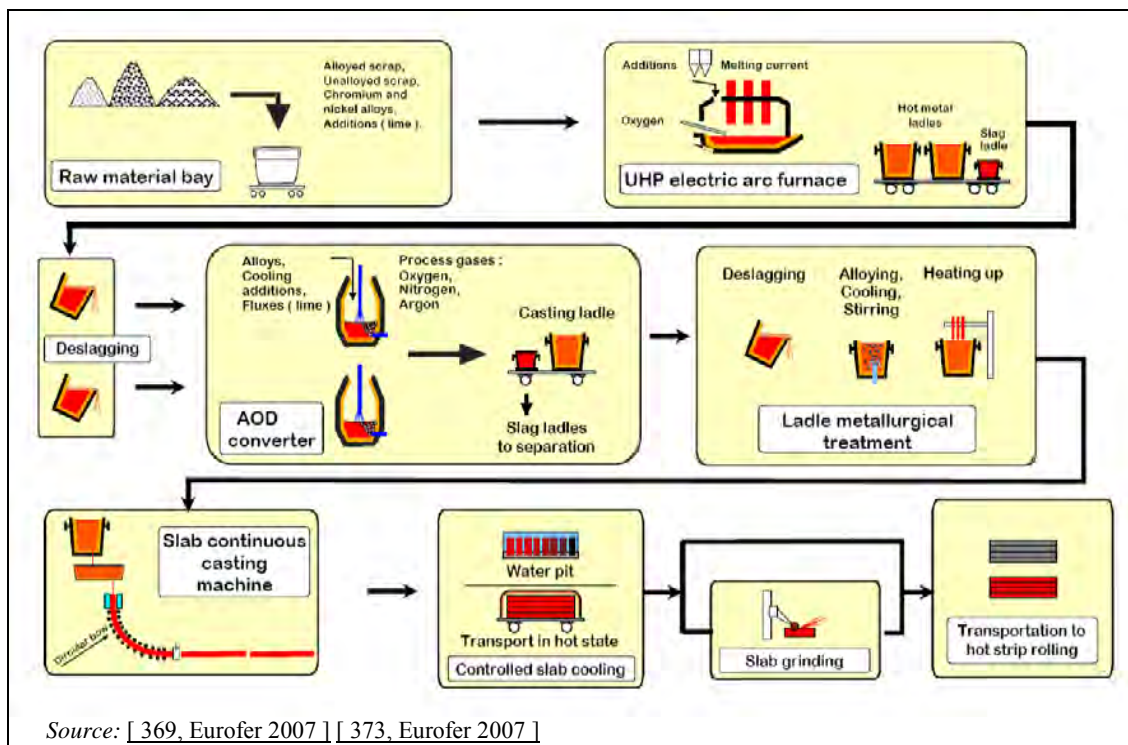 Alloyed scrap,
Unalloyed scrap,
Chromium and
nickel alloys,
Additions ( lime ).
Raw material bay
Additions
Melting current
Oxygen
Hot metal
ladles
Slag
ladle
UHP electric arc furnace
Deslagging
Alloys,
Cooling
additions,
Fluxes ( lime )
Process gases :
Oxygen,
Nitrogen,
Argon
Casting ladle
AOD
converter
Slag ladles
to separation
Deslagging
Alloying,
Cooling,
Stirring
Heating up
Ladle metallurgical
treatment
Slab continuous
casting
machine
Circular bow
Water pit
Transport in hot state
Controlled slab cooling
Slab grinding
Transportation to
hot strip rolling
Source: [ 369, Eurofer 2007 ] [ 373, Eurofer 2007 ]